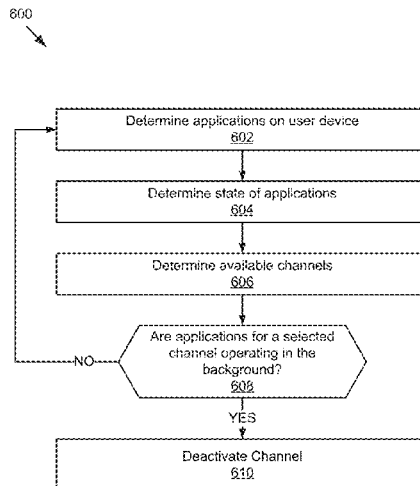 600
Determine applications on user device
602
Determine state of applications
604
Determine available channels
606
Are applications for a selected
channel operating in the
background?
608
NO
YES
Deactivate Channel
610